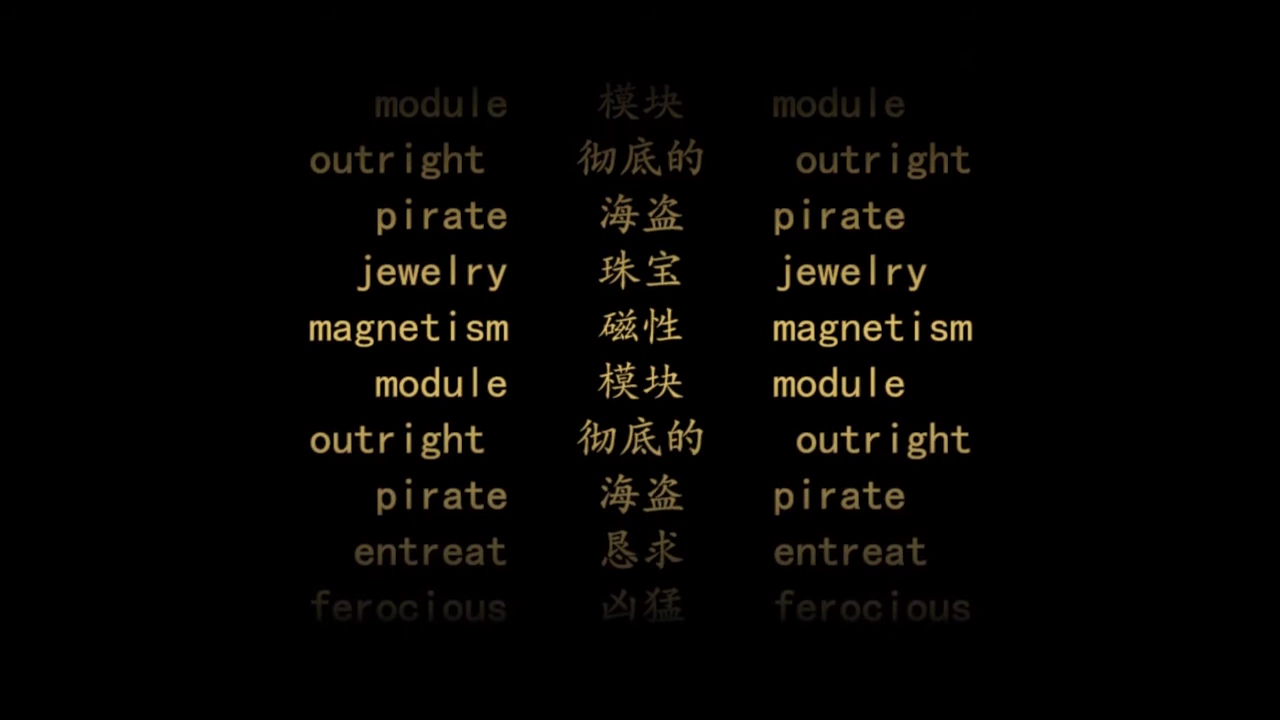 module 模块 module
outright 彻底的 outright
pirate 海盗 pirate
jewelry 珠宝 jewelry
magnetism 磁性 magnetism
module 模块 module
outright 彻底的 outright
pirate 海盗 pirate
entreat 恳求 entreat
ferocious 凶猛 ferocious